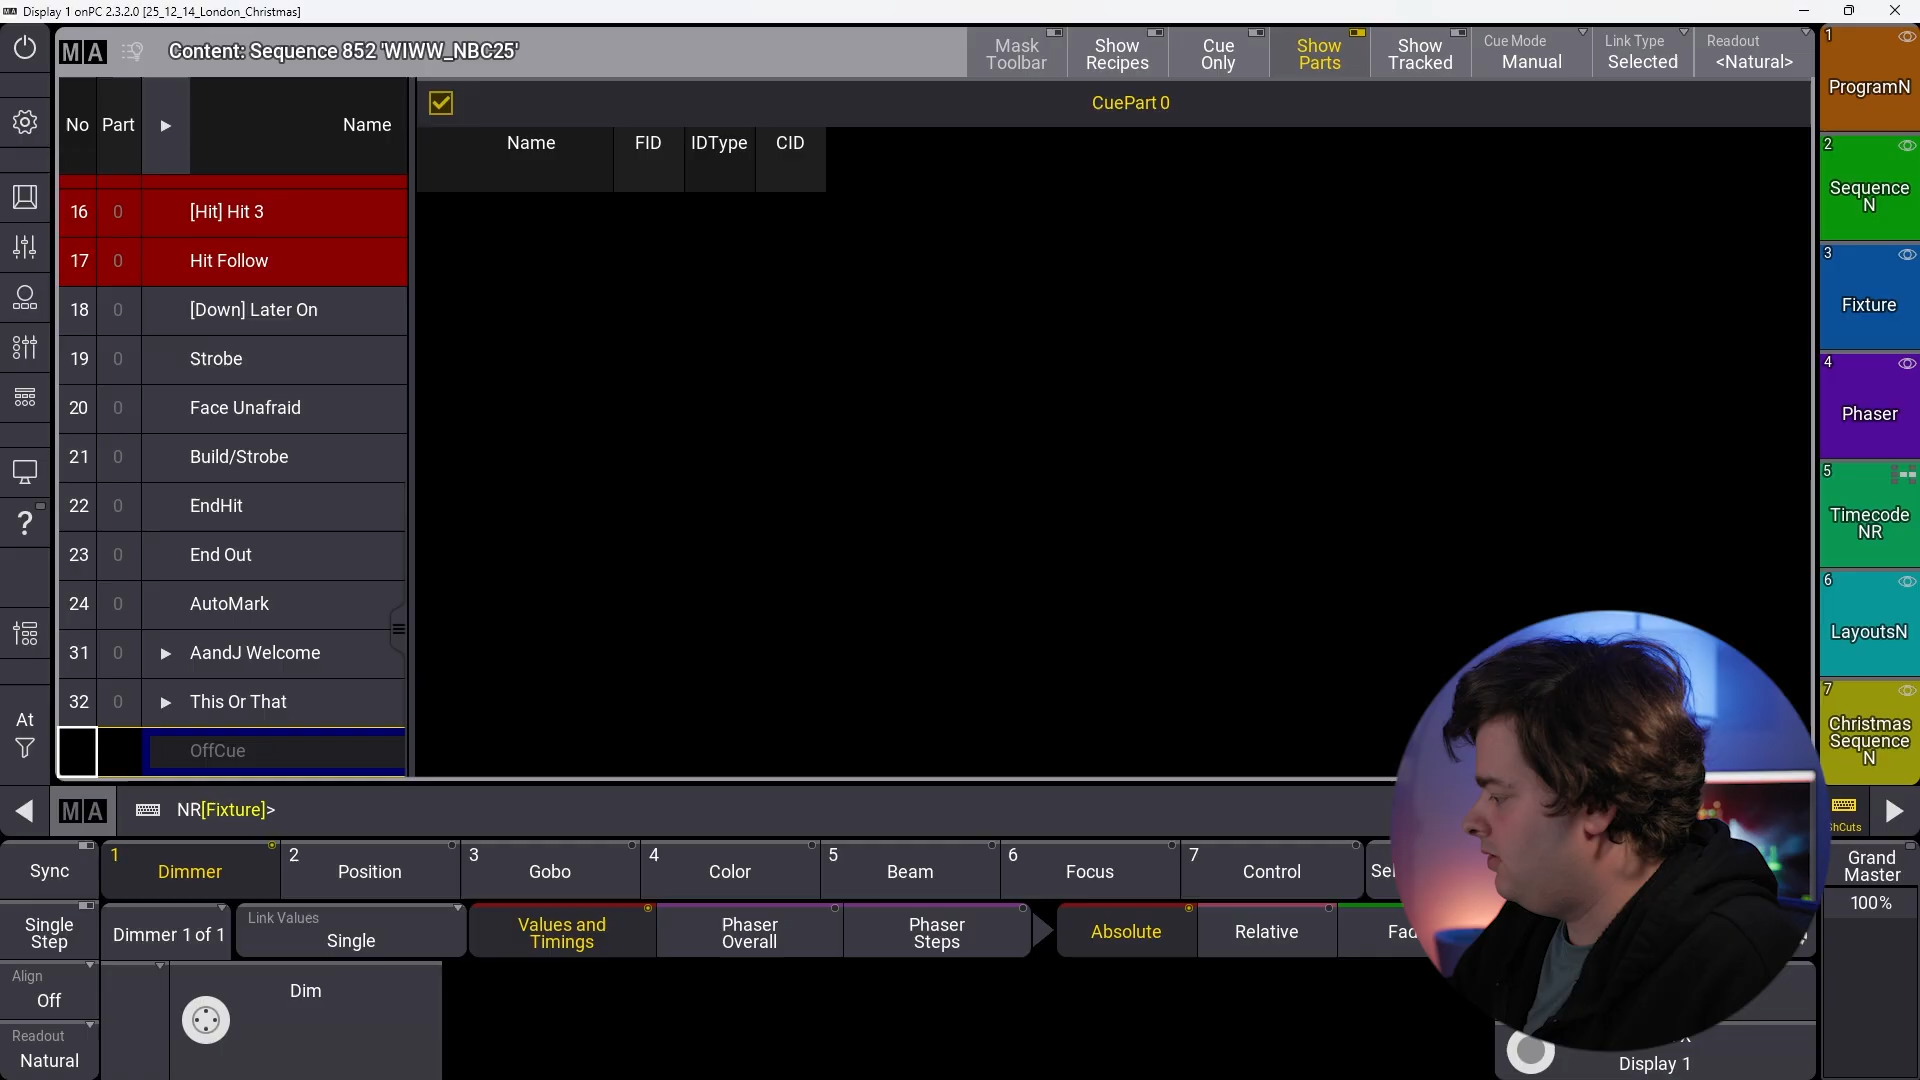 Display 1 onPC 2.3.2.0 [25_12_14_London_Christmas]
MA
Content: Sequence 852 'WIWW_NBC25'
Mask Toolbar
Show Recipes
Cue Only
Show Parts
Show Tracked
Cue Mode
Manual
Link Type
Selected
Readout
<Natural>
No Part Name
CuePart 0
Name FID IDType CID
16 0 [Hit] Hit 3
17 0 Hit Follow
18 0 [Down] Later On
19 0 Strobe
20 0 Face Unafraid
21 0 Build/Strobe
22 0 EndHit
23 0 End Out
24 0 AutoMark
31 0 AandJ Welcome
32 0 This Or That
OffCue
1
ProgramN
2
Sequence
N
3
Fixture
4
Phaser
5
Timecode
NR
6
LayoutsN
7
Christmas
Sequence
N
?
At
MA
NR[Fixture]>
ShCuts
Sync
1 Dimmer
2 Position
3 Gobo
4 Color
5 Beam
6 Focus
7 Control
Grand
Master
100%
Single
Step
Dimmer 1 of 1
Link Values
Single
Values and
Timings
Phaser
Overall
Phaser
Steps
Absolute
Relative
Align
Off
Dim
Readout
Natural
Display 1